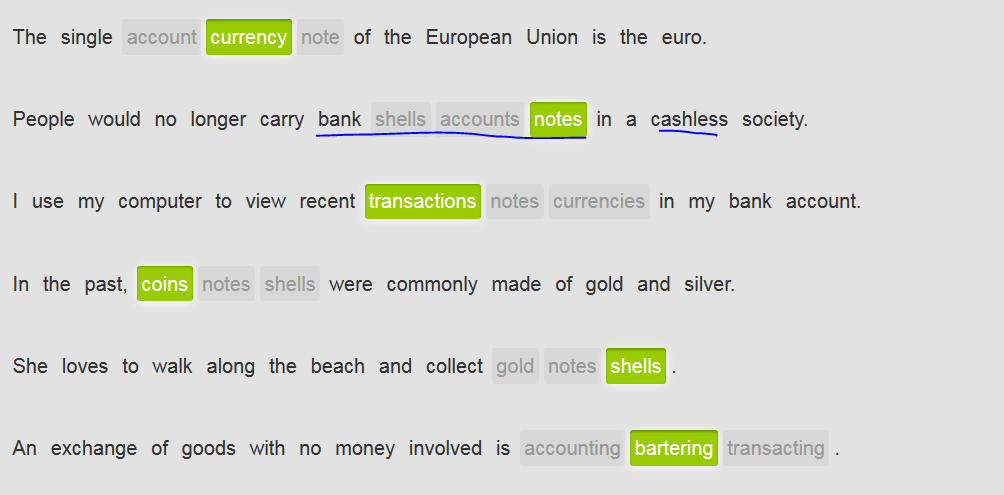 The single account currency note of the European Union is the euro.
People would no longer carry bank shells accounts notes in a cashless society.
I use my computer to view recent transactions notes currencies in my bank account.
In the past, coins notes shells were commonly made of gold and silver.
She loves to walk along the beach and collect gold notes shells .
An exchange of goods with no money involved is accounting bartering transacting .